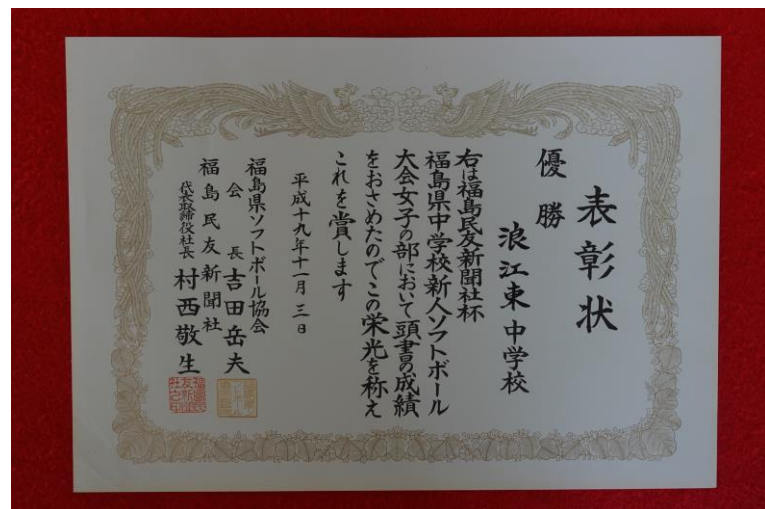 表彰状
優勝
浪江東中学校
右は福島民友新聞社杯
福島県中学校新人ソフトボール
大会女子の部において頭書の成績
をおさめたのでこの栄光を称え
これを賞します
平成十九年十一月三日
福島県ソフトボール協会
会長吉田岳夫
福島民友新聞社
代表取締役社長村西敬生